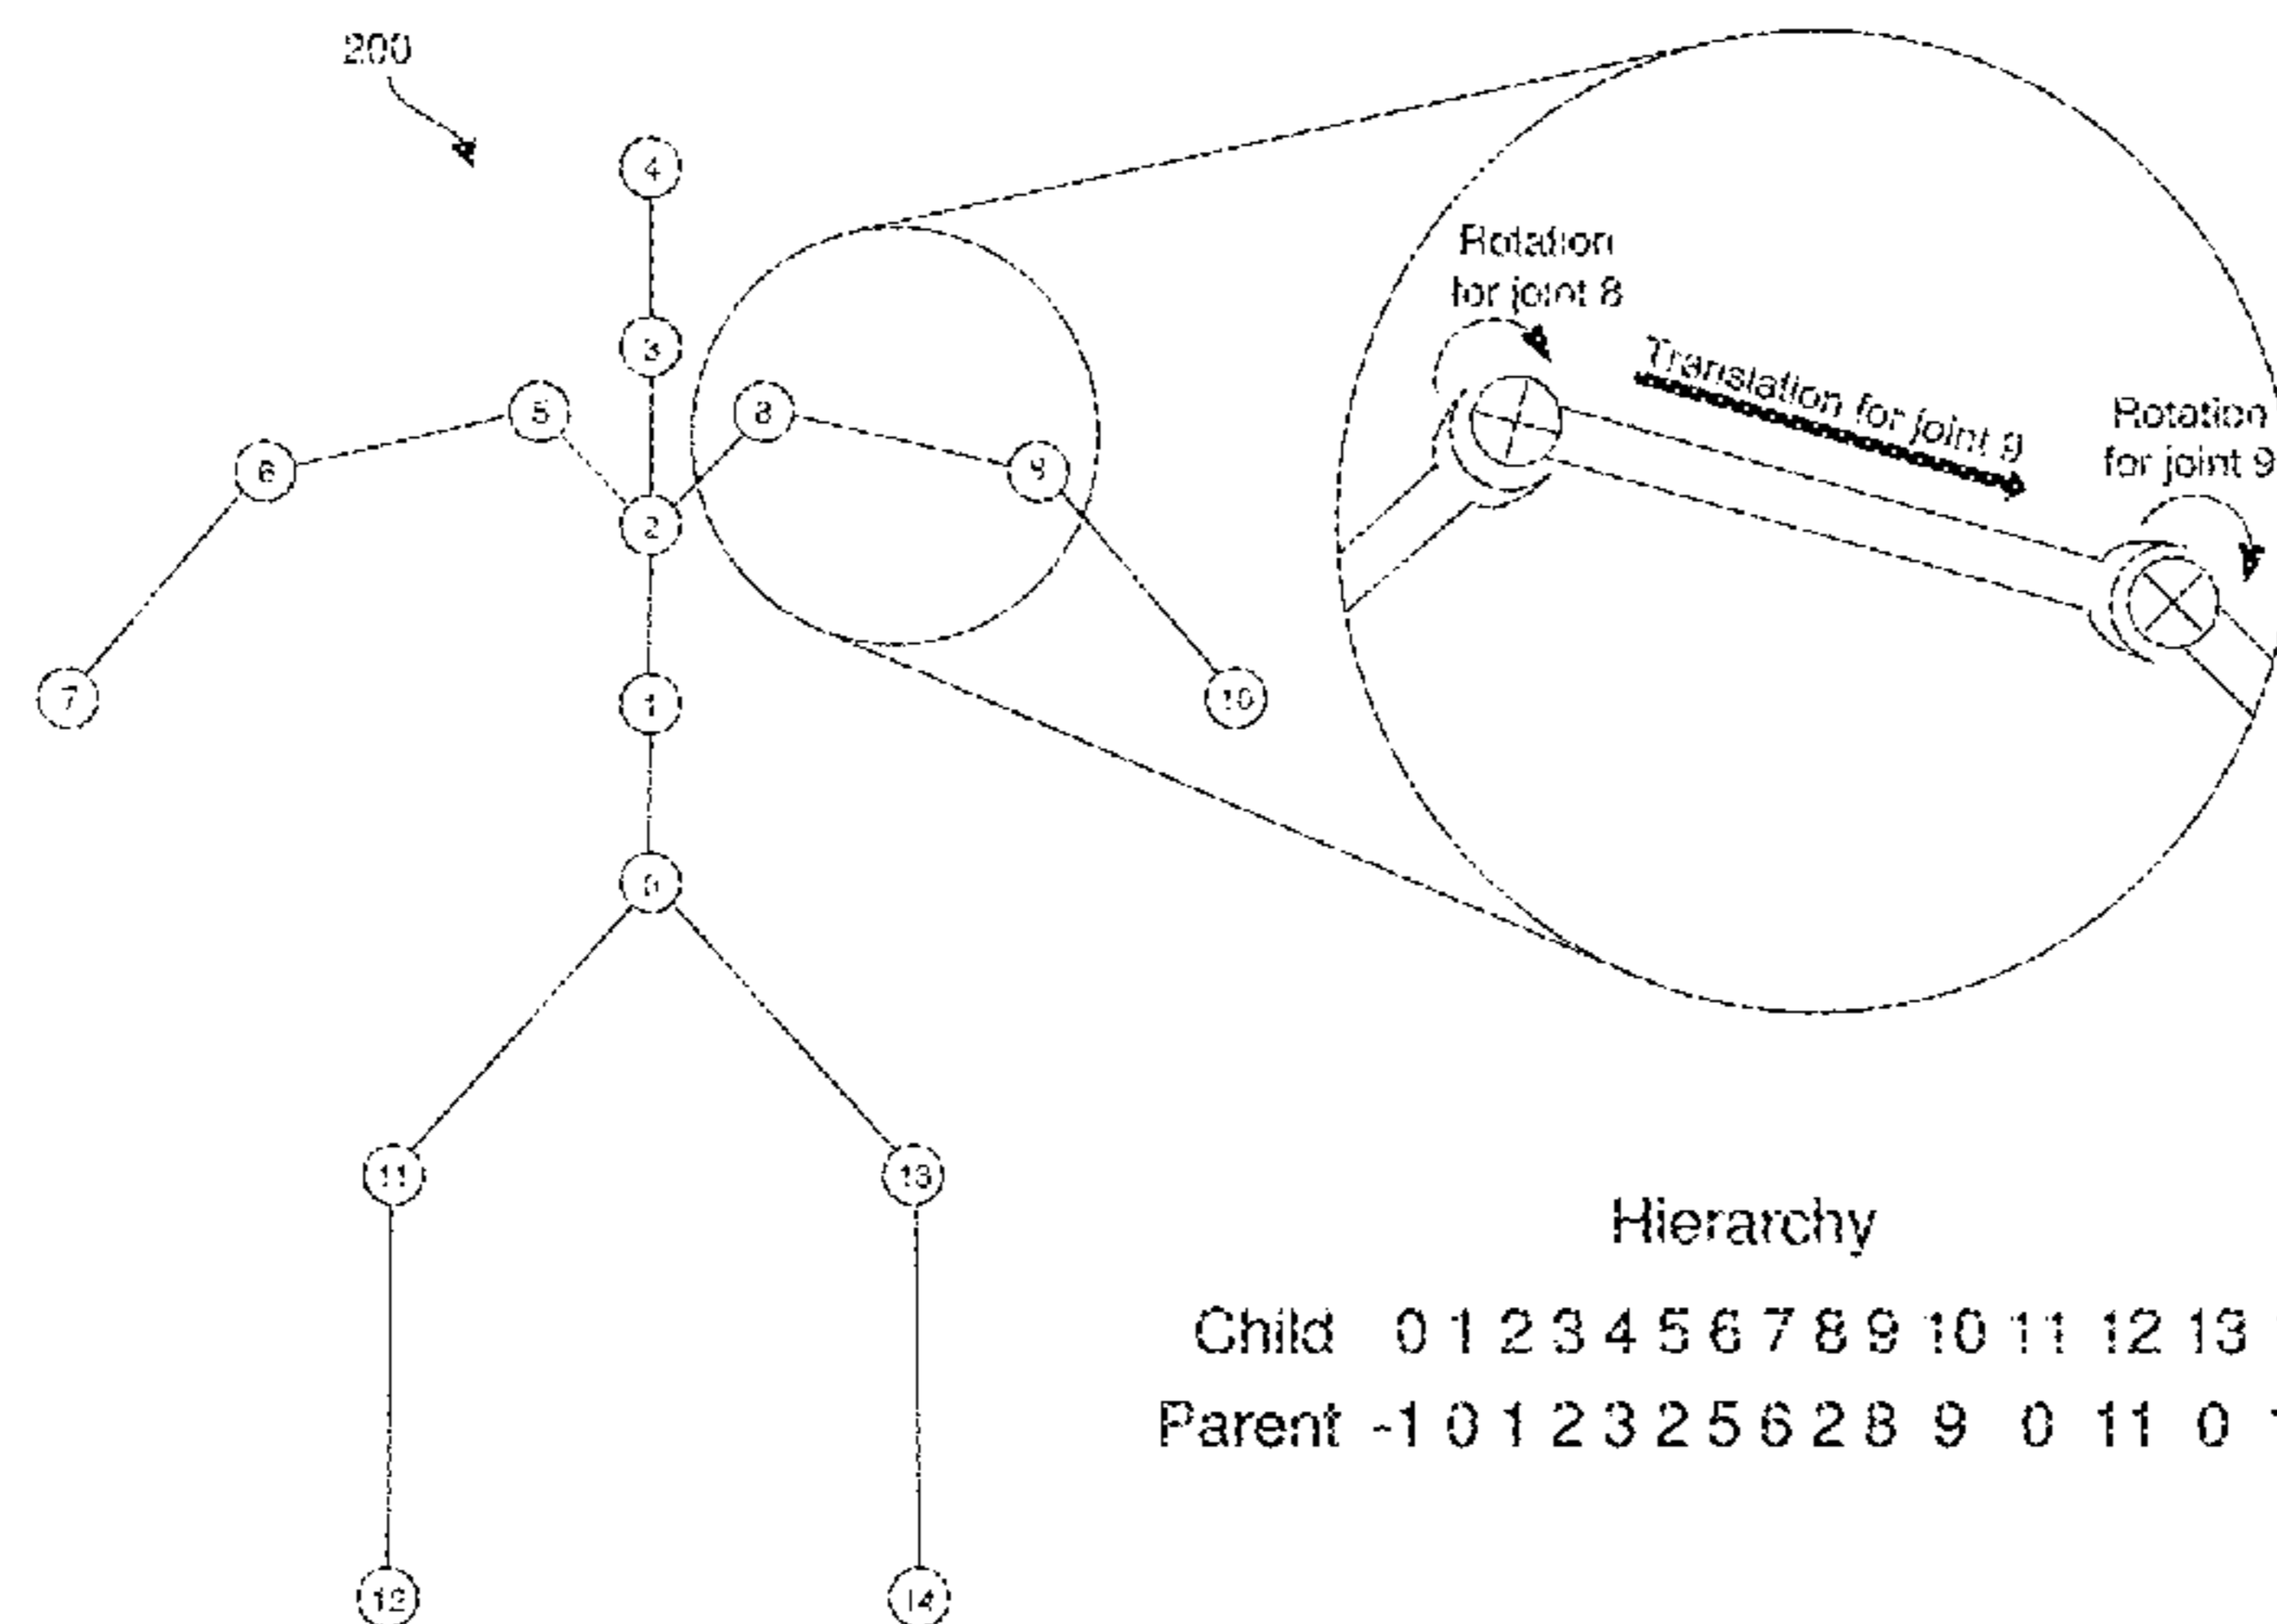 200
4
3
5
8
6
9
2
7
1
10
0
11
13
12
14
Rotation
for joint 8
Translation for joint 9
Rotation
for joint 9
Hierarchy
Child 0 1 2 3 4 5 6 7 8 9 10 11 12 13
Parent -1 0 1 2 3 2 5 6 2 8 9 0 11 0